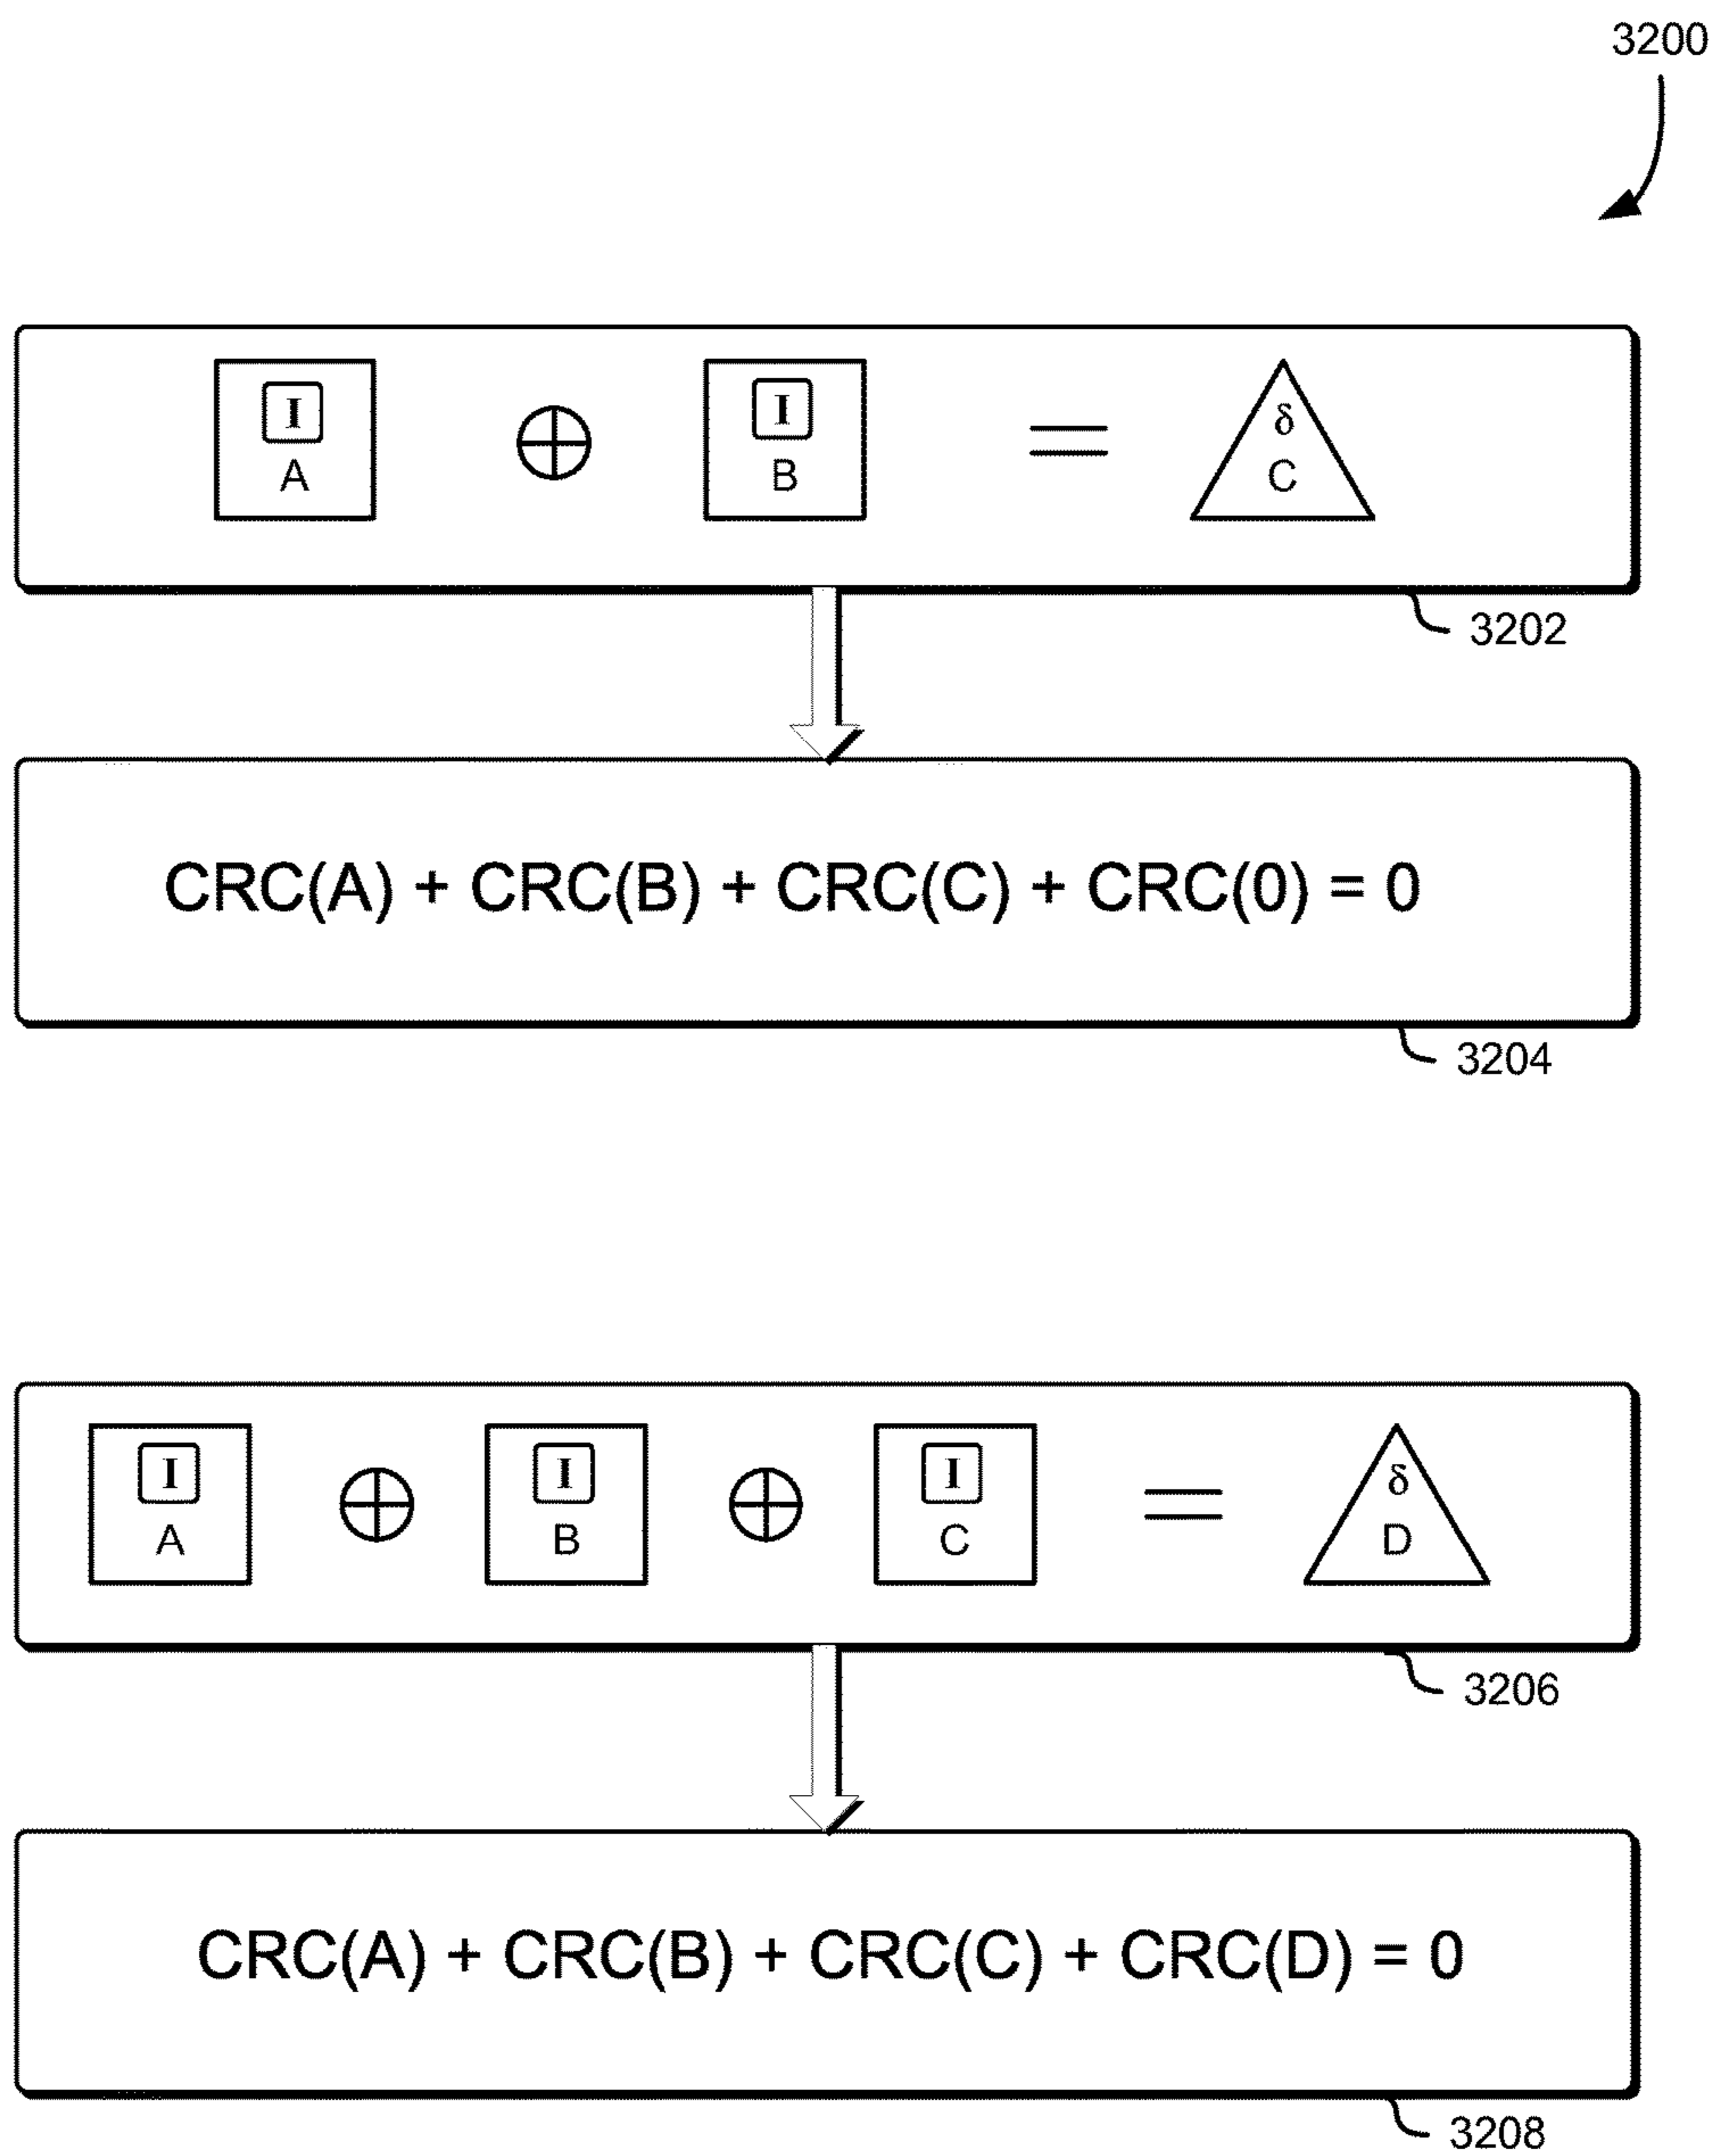 3200
I ⊕ I = δ
A B C
3202
CRC(A) + CRC(B) + CRC(C) + CRC(0) = 0
3204
I ⊕ I ⊕ I = δ
A B C D
3206
CRC(A) + CRC(B) + CRC(C) + CRC(D) = 0
3208